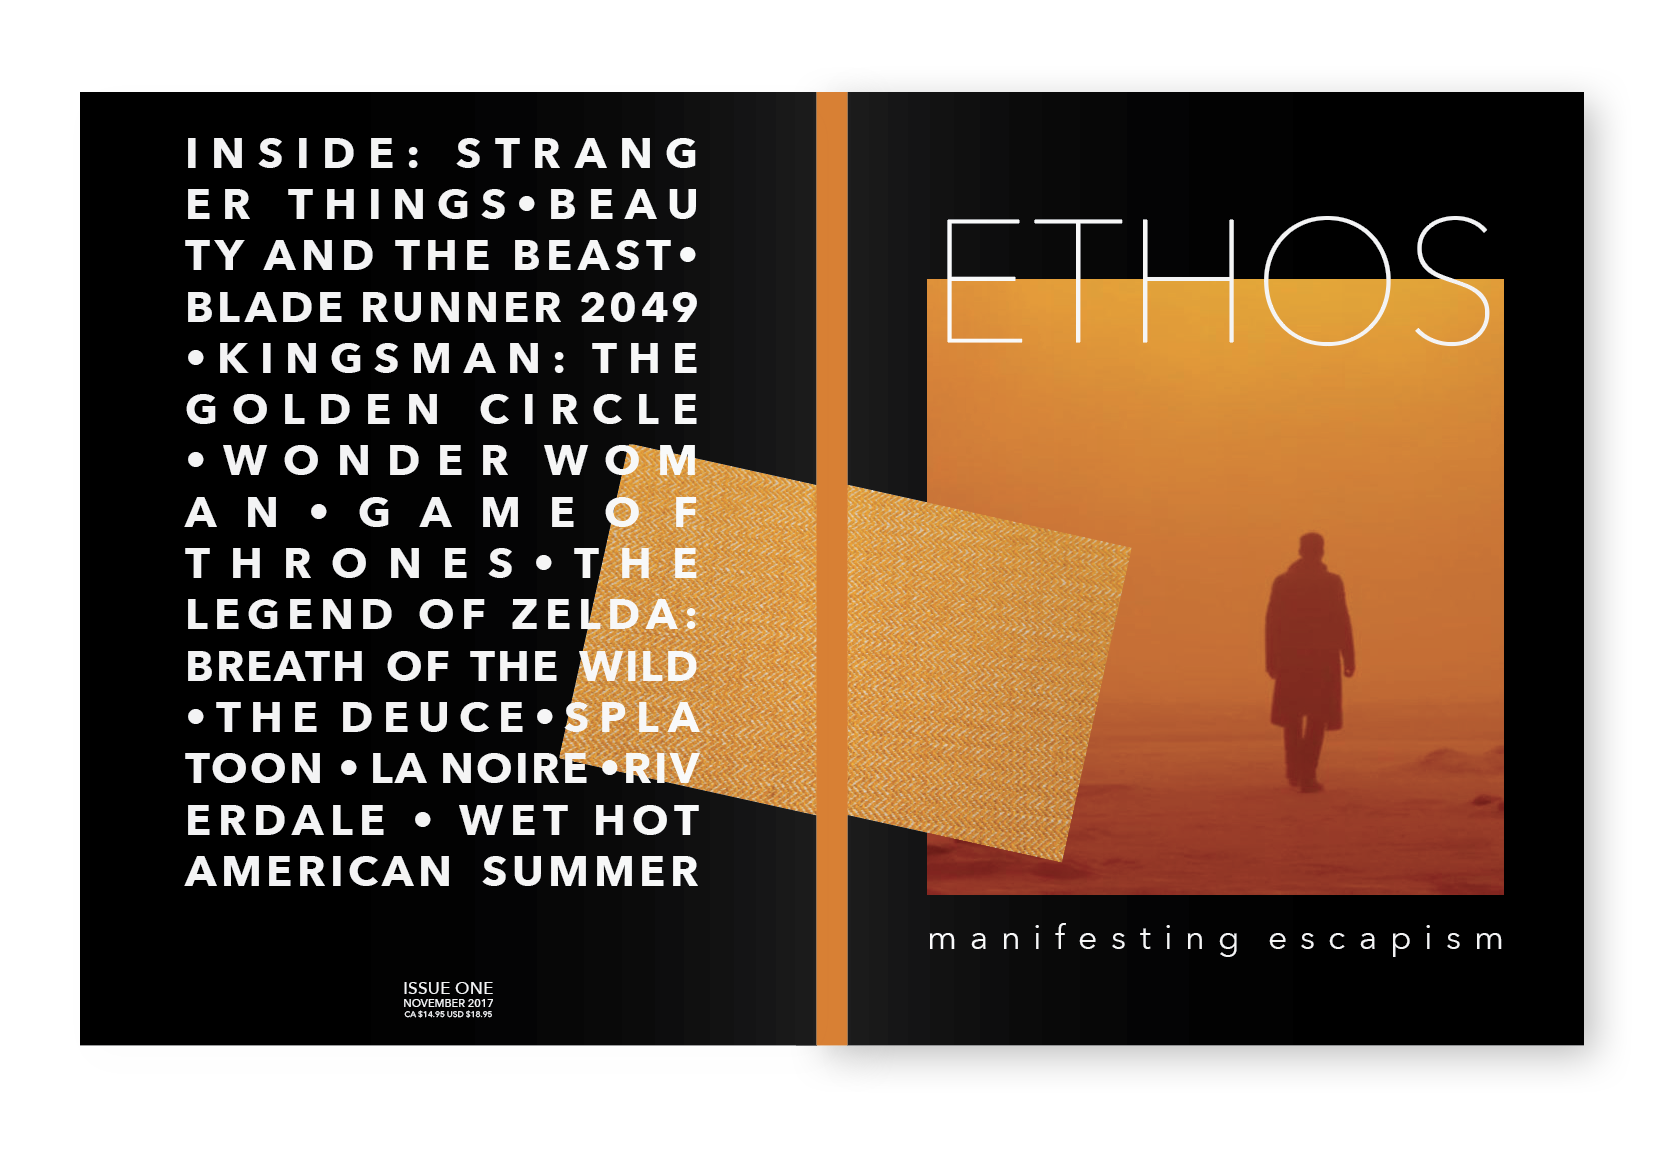 INSIDE: STRANG
ER THINGS•BEAU
TY AND THE BEAST•
BLADE RUNNER 2049
•KINGSMAN: THE
GOLDEN CIRCLE
•WONDER WOM
AN•GAME OF
THRONES•THE
LEGEND OF ZELDA:
BREATH OF THE WILD
•THE DEUCE•SPLA
TOON •LA NOIRE •RIV
ERDALE • WET HOT
AMERICAN SUMMER
ISSUE ONE
NOVEMBER 2017
CA $14.95 USD $18.95
ETHOS
manifesting escapism